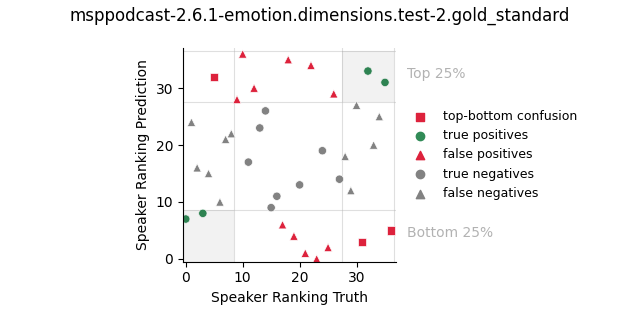 msppodcast-2.6.1-emotion.dimensions.test-2.gold_standard
Speaker Ranking Prediction
30
20
10
0
0 10 20 30
Speaker Ranking Truth
Top 25%
top-bottom confusion
true positives
false positives
true negatives
false negatives
Bottom 25%